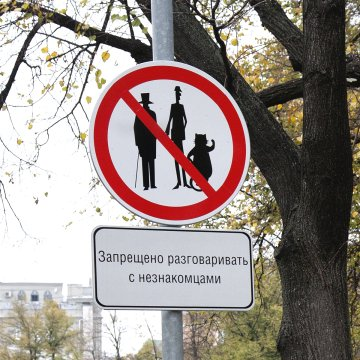 Запрещено разговаривать
с незнакомцами